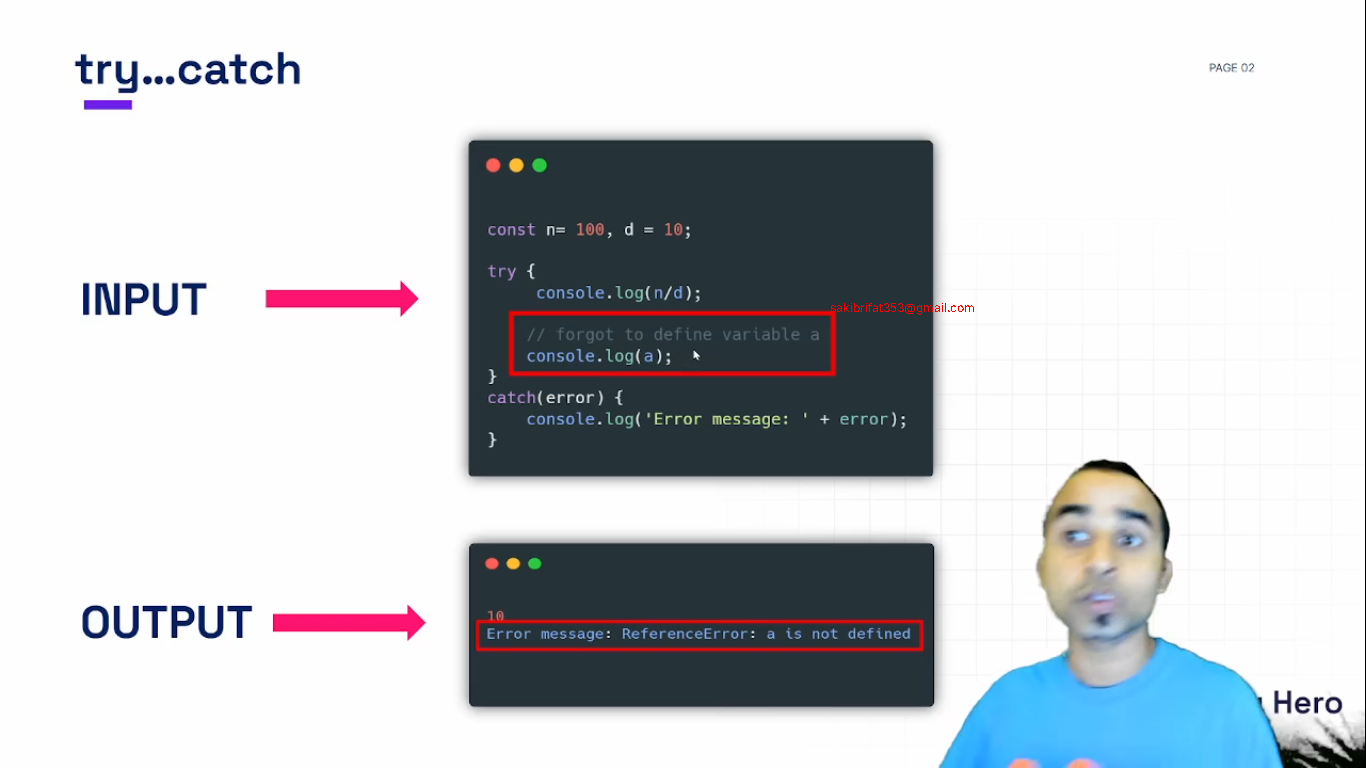 try...catch
PAGE 02
INPUT
const n= 100, d = 10;
try {
console.log(n/d);
sakibrifat353@gmail.com
// forgot to define variable a
console.log(a);
}
catch(error) {
console.log('Error message: ' + error);
}
OUTPUT
10
Error message: ReferenceError: a is not defined
Hero